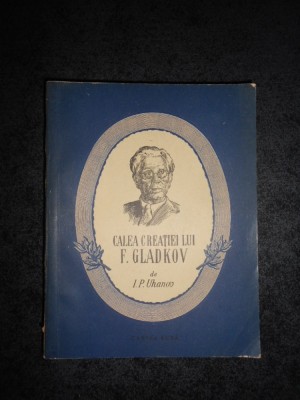 CALEA CREAȚIEI LUI
F. GLADKOV
de
I.P. Uhanov